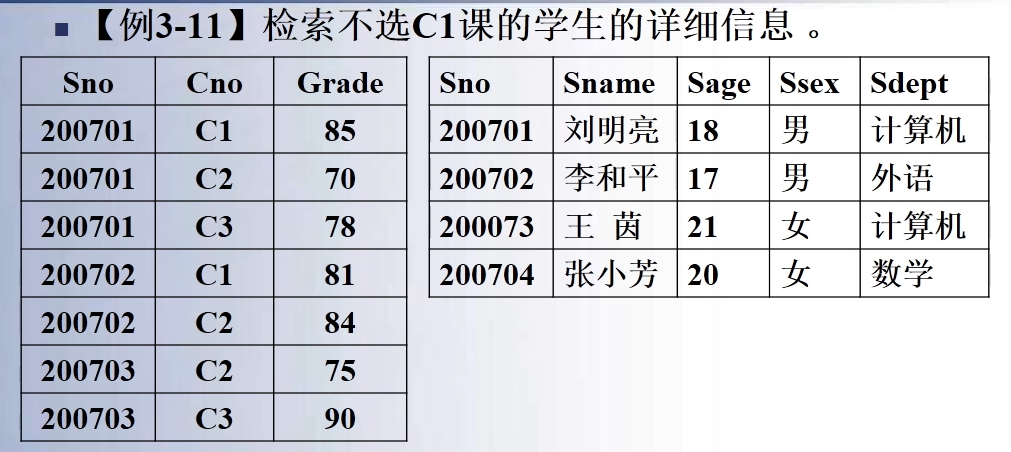 【例3-11】检索不选C1课的学生的详细信息 。
Sno Cno Grade
200701 C1 85
200701 C2 70
200701 C3 78
200702 C1 81
200702 C2 84
200703 C2 75
200703 C3 90
Sno Sname Sage Ssex Sdept
200701 刘明亮 18 男 计算机
200702 李和平 17 男 外语
200073 王 茵 21 女 计算机
200704 张小芳 20 女 数学